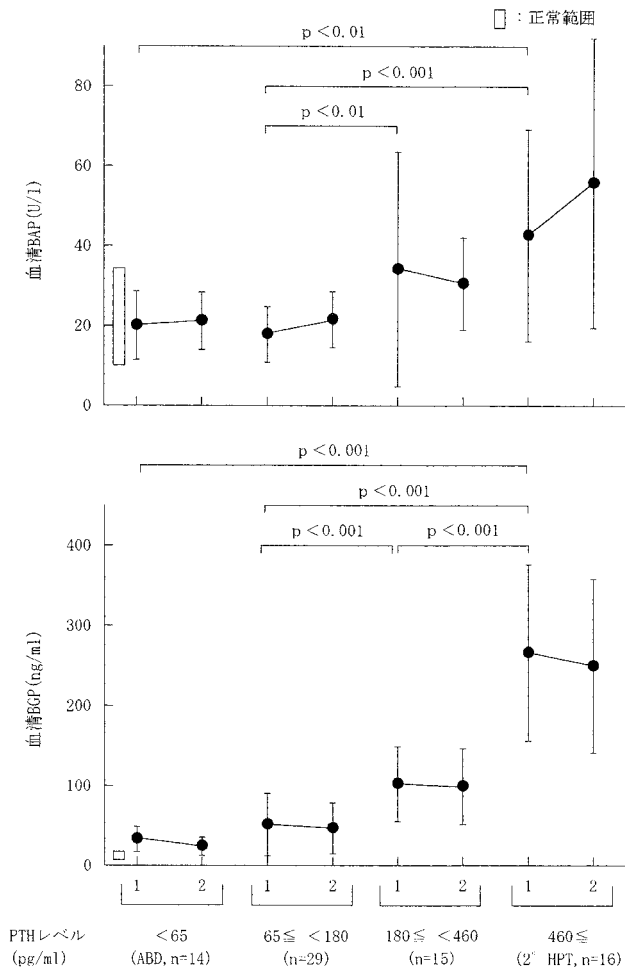 ▯：正常範囲
p＜0.01
p＜0.001
p＜0.01
80
60
40
20
0
血清BAP(U/l)
p＜0.001
p＜0.001
p＜0.001 p＜0.001
400
300
200
100
0
血清BGP(ng/ml)
1 2 1 2 1 2 1 2
PTHレベル ＜65 65≦ ＜180 180≦ ＜460 460≦
(pg/ml) (ABD,n=14) (n=29) (n=15) (2° HPT,n=16)